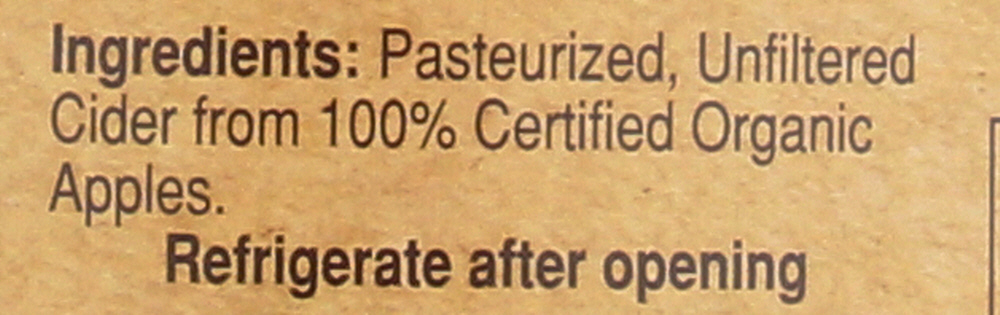 Ingredients: Pasteurized, Unfiltered
Cider from 100% Certified Organic
Apples.
Refrigerate after opening